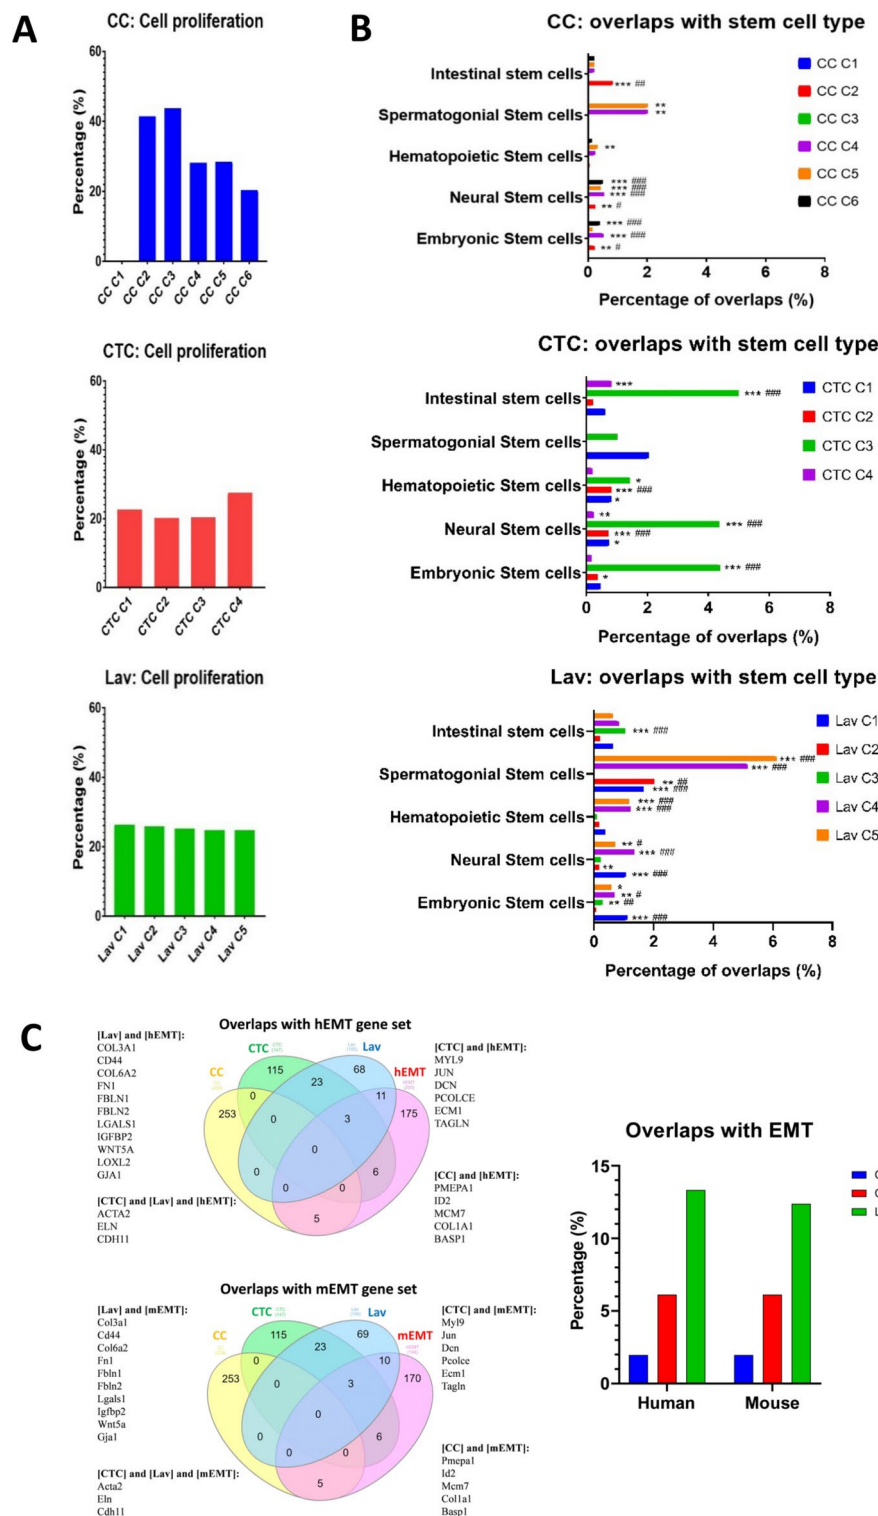 A
CC: Cell proliferation
Percentage (%)
60
40
20
0
CC C1
CC C2
CC C3
CC C4
CC C5
CC C6
CTC: Cell proliferation
Percentage (%)
60
40
20
0
CTC C1
CTC C2
CTC C3
CTC C4
Lav: Cell proliferation
Percentage (%)
60
40
20
0
Lav C1
Lav C2
Lav C3
Lav C4
Lav C5
B
CC: overlaps with stem cell type
Intestinal stem cells
*** ##
Spermatogonial Stem cells
**
**
Hematopoietic Stem cells
**
Neural Stem cells
*** ###
*** ###
*** ###
** #
Embryonic Stem cells
*** ###
*** ###
** #
0 2 4 6 8
Percentage of overlaps (%)
CC C1
CC C2
CC C3
CC C4
CC C5
CC C6
CTC: overlaps with stem cell type
Intestinal stem cells
***
*** ###
Spermatogonial Stem cells
Hematopoietic Stem cells
*
*** ###
*
Neural Stem cells
**
*** ###
*** ###
*
Embryonic Stem cells
*** ###
*
0 2 4 6 8
Percentage of overlaps (%)
CTC C1
CTC C2
CTC C3
CTC C4
Lav: overlaps with stem cell type
Intestinal stem cells
*** ###
Spermatogonial Stem cells
*** ###
*** ###
** ##
*** ###
Hematopoietic Stem cells
*** ###
*** ###
Neural Stem cells
** #
*** ###
**
*** ###
Embryonic Stem cells
*
** #
** ##
*** ###
0 2 4 6 8
Percentage of overlaps (%)
Lav C1
Lav C2
Lav C3
Lav C4
Lav C5
C
Overlaps with hEMT gene set
[Lav] and [hEMT]:
COL3A1
CD44
COL6A2
FN1
FBLN1
FBLN2
LGALS1
IGFBP2
WNT5A
LOXL2
GJA1
[CTC] and [Lav] and [hEMT]:
ACTA2
ELN
CDH11
CC
CTC
Lav
hEMT
253
115
68
175
0
23
11
0
3
0
0
6
0
0
5
[CTC] and [hEMT]:
MYL9
JUN
DCN
PCOLCE
ECM1
TAGLN
[CC] and [hEMT]:
PMEPA1
ID2
MCM7
COL1A1
BASP1
Overlaps with mEMT gene set
[Lav] and [mEMT]:
Col3a1
Cd44
Col6a2
Fn1
Fbln1
Fbln2
Lgals1
Igfbp2
Wnt5a
Gja1
[CTC] and [Lav] and [mEMT]:
Acta2
Eln
Cdh11
CC
CTC
Lav
mEMT
253
115
69
170
0
23
10
0
3
0
0
6
0
0
5
[CTC] and [mEMT]:
Myl9
Jun
Dcn
Pcolce
Ecm1
Tagln
[CC] and [mEMT]:
Pmepa1
Id2
Mcm7
Col1a1
Basp1
Overlaps with EMT
Percentage (%)
15
10
5
0
Human
Mouse